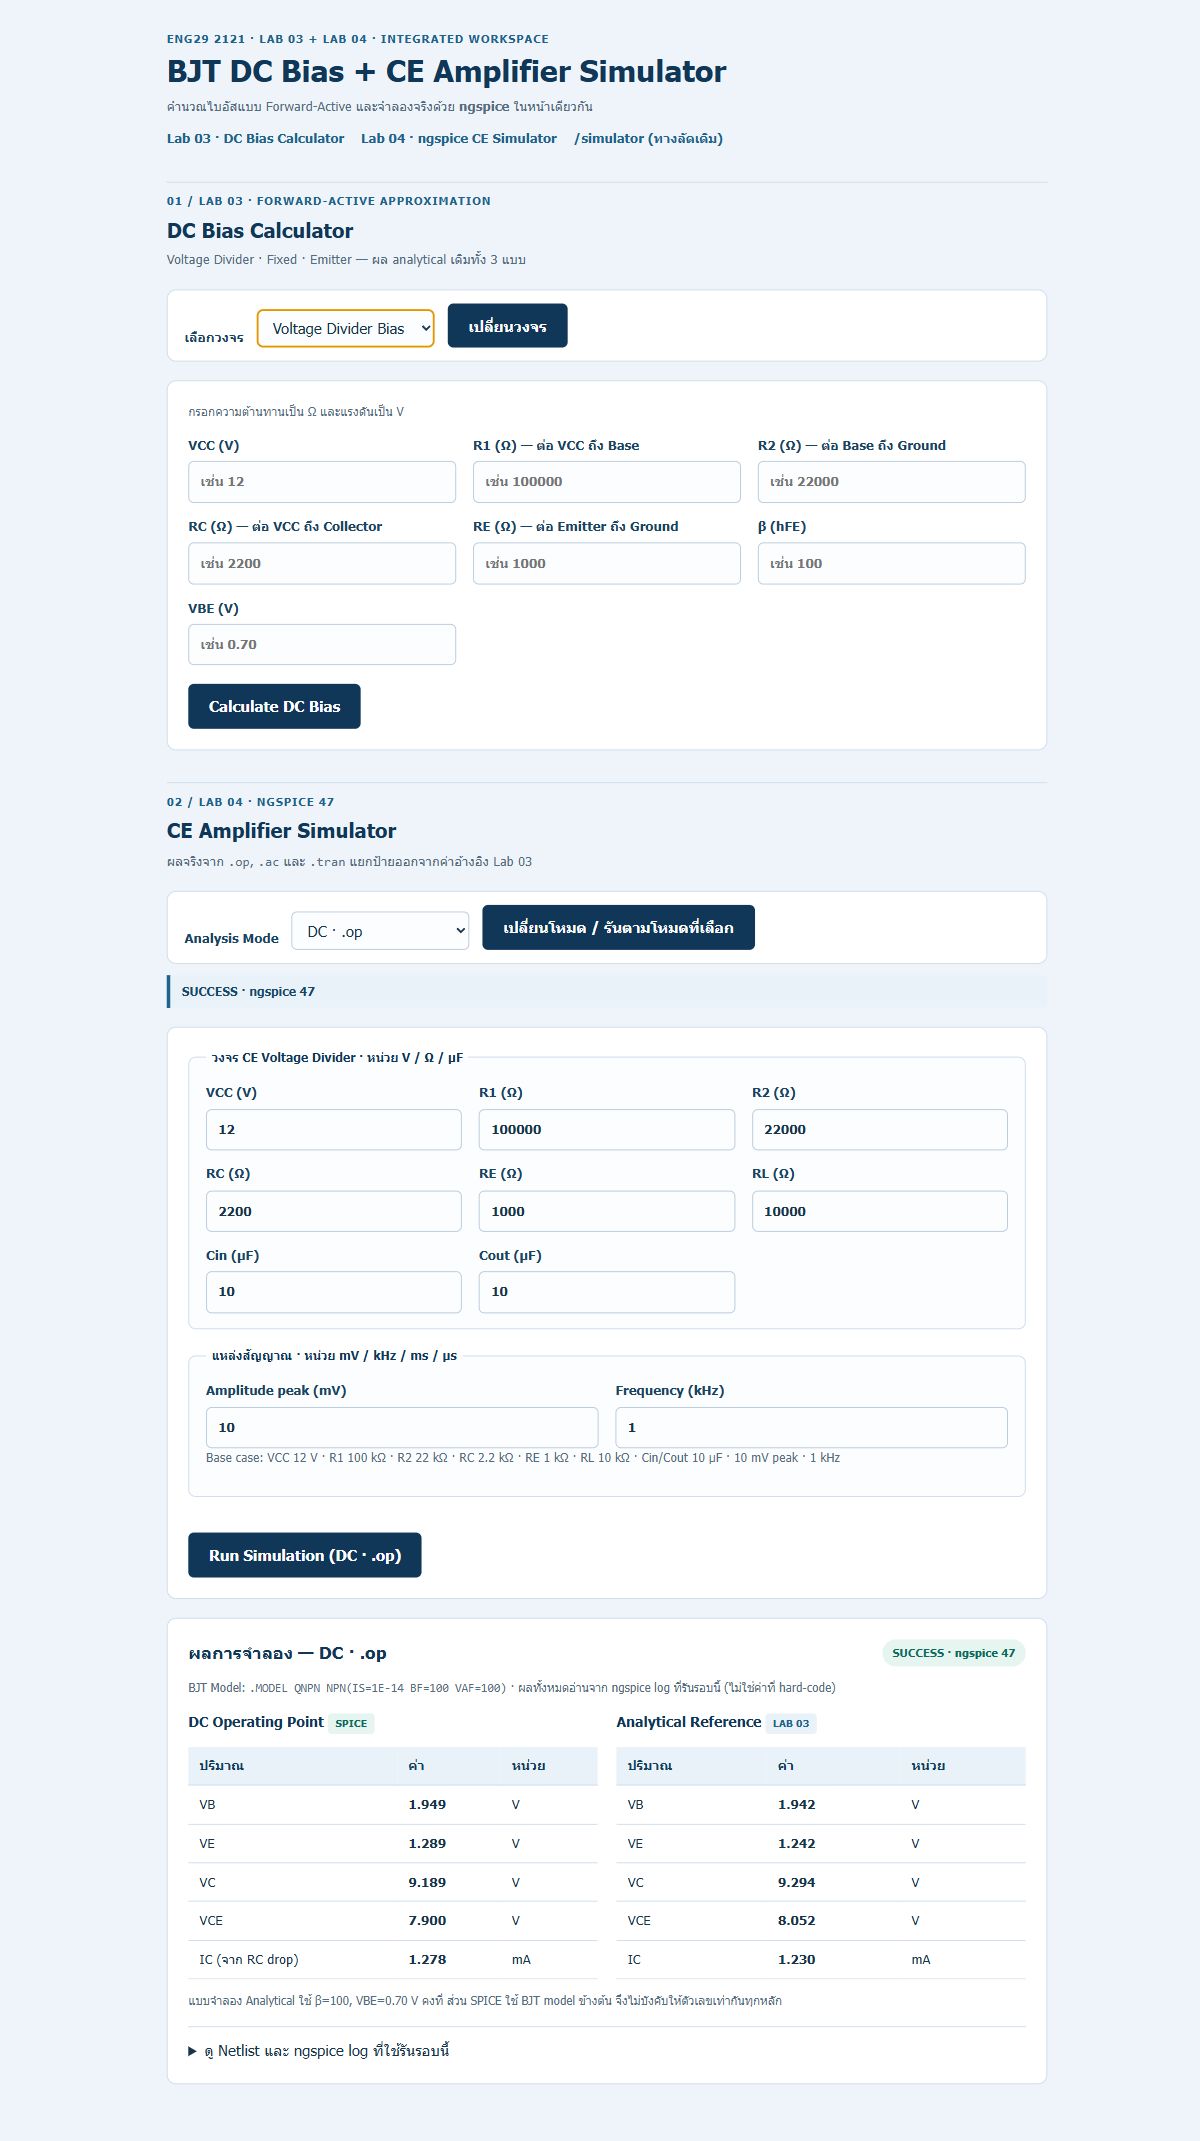 ENG29 2121 · LAB 03 + LAB 04 · INTEGRATED WORKSPACE
BJT DC Bias + CE Amplifier Simulator
คำนวณไบอัสแบบ Forward-Active และจำลองจริงด้วย ngspice ในหน้าเดียวกัน
Lab 03 · DC Bias Calculator Lab 04 · ngspice CE Simulator /simulator (ทางลัดเดิม)
01 / LAB 03 · FORWARD-ACTIVE APPROXIMATION
DC Bias Calculator
Voltage Divider · Fixed · Emitter — ผล analytical เดิมทั้ง 3 แบบ
เลือกวงจร Voltage Divider Bias เปลี่ยนวงจร
กรอกความต้านทานเป็น Ω และแรงดันเป็น V
VCC (V) R1 (Ω) — ต่อ VCC ถึง Base R2 (Ω) — ต่อ Base ถึง Ground
เช่น 12 เช่น 100000 เช่น 22000
RC (Ω) — ต่อ VCC ถึง Collector RE (Ω) — ต่อ Emitter ถึง Ground β (hFE)
เช่น 2200 เช่น 1000 เช่น 100
VBE (V)
เช่น 0.70
Calculate DC Bias
02 / LAB 04 · NGSPICE 47
CE Amplifier Simulator
ผลจริงจาก .op, .ac และ .tran แยกป้ายออกจากค่าอ้างอิง Lab 03
Analysis Mode DC · .op เปลี่ยนโหมด / รันตามโหมดที่เลือก
SUCCESS · ngspice 47
วงจร CE Voltage Divider · หน่วย V / Ω / µF
VCC (V) R1 (Ω) R2 (Ω)
12 100000 22000
RC (Ω) RE (Ω) RL (Ω)
2200 1000 10000
Cin (µF) Cout (µF)
10 10
แหล่งสัญญาณ · หน่วย mV / kHz / ms / µs
Amplitude peak (mV) Frequency (kHz)
10 1
Base case: VCC 12 V · R1 100 kΩ · R2 22 kΩ · RC 2.2 kΩ · RE 1 kΩ · RL 10 kΩ · Cin/Cout 10 µF · 10 mV peak · 1 kHz
Run Simulation (DC · .op)
ผลการจำลอง — DC · .op SUCCESS · ngspice 47
BJT Model: .MODEL QNPN NPN(IS=1E-14 BF=100 VAF=100) · ผลทั้งหมดอ่านจาก ngspice log ที่รันรอบนี้ (ไม่ใช่ค่าที่ hard-code)
DC Operating Point SPICE Analytical Reference LAB 03
ปริมาณ ค่า หน่วย ปริมาณ ค่า หน่วย
VB 1.949 V VB 1.942 V
VE 1.289 V VE 1.242 V
VC 9.189 V VC 9.294 V
VCE 7.900 V VCE 8.052 V
IC (จาก RC drop) 1.278 mA IC 1.230 mA
แบบจำลอง Analytical ใช้ β=100, VBE=0.70 V คงที่ ส่วน SPICE ใช้ BJT model ข้างต้น จึงไม่บังคับให้ตัวเลขเท่ากันทุกหลัก
▶ ดู Netlist และ ngspice log ที่ใช้รันรอบนี้